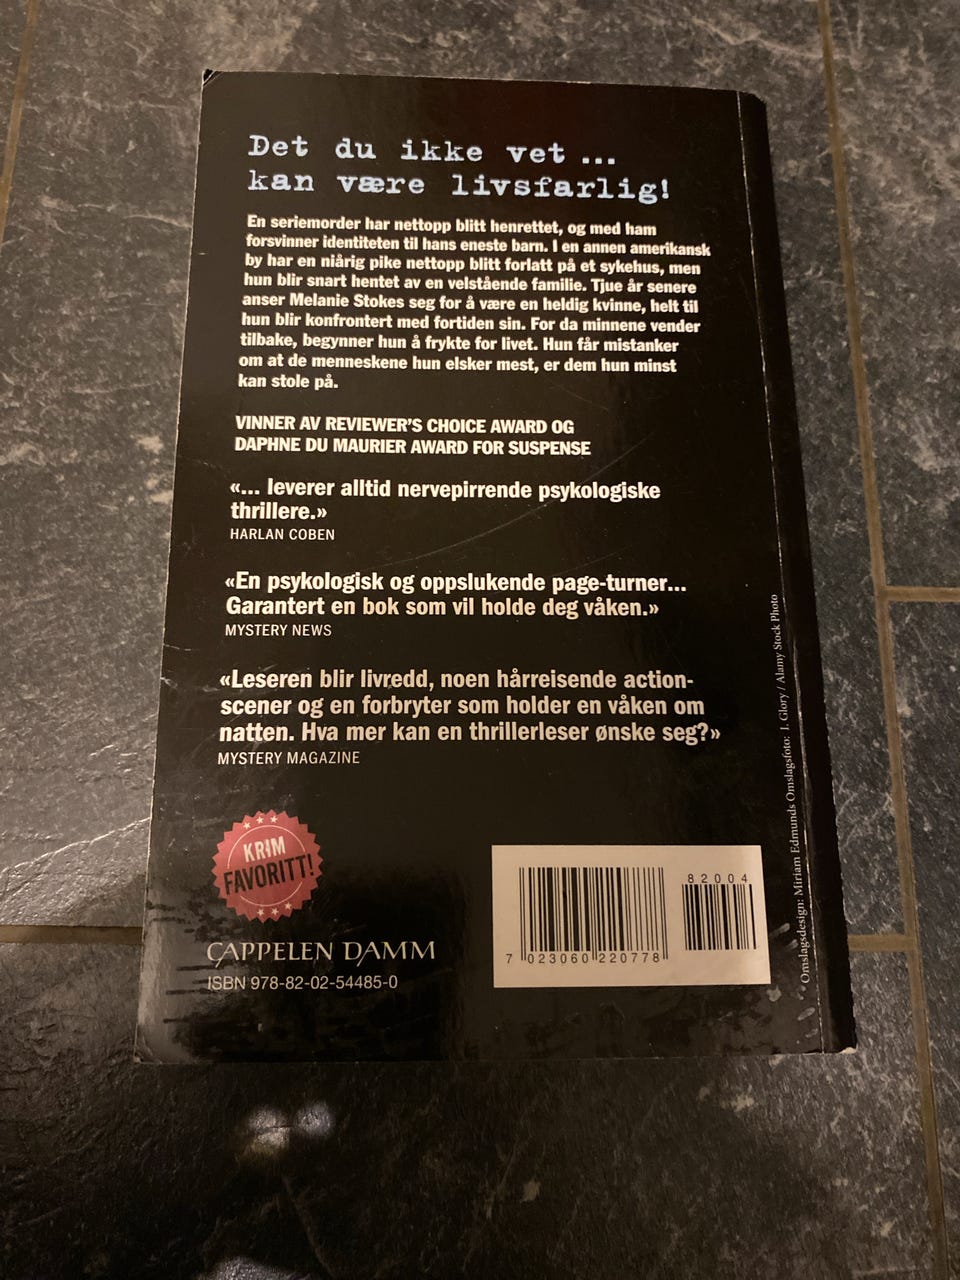 Det du ikke vet ...
kan være livsfarlig!
En seriemorder har nettopp blitt henrettet, og med ham
forsvinner identiteten til hans eneste barn. I en annen amerikansk
by har en niårig pike nettopp blitt forlatt på et sykehus, men
hun blir snart hentet av en velstående familie. Tjue år senere
anser Melanie Stokes seg for å være en heldig kvinne, helt til
hun blir konfrontert med fortiden sin. For da minnene vender
tilbake, begynner hun å frykte for livet. Hun får mistanker
om at de menneskene hun elsker mest, er dem hun minst
kan stole på.
VINNER AV REVIEWER'S CHOICE AWARD OG
DAPHNE DU MAURIER AWARD FOR SUSPENSE
«... leverer alltid nervepirrende psykologiske
thrillere.»
HARLAN COBEN
«En psykologisk og oppslukende page-turner...
Garantert en bok som vil holde deg våken.»
MYSTERY NEWS
«Leseren blir livredd, noen hårreisende action-
scener og en forbryter som holder en våken om
natten. Hva mer kan en thrillerleser ønske seg?»
MYSTERY MAGAZINE
KRIM
FAVORITT!
CAPPELEN DAMM
ISBN 978-82-02-54485-0
82004
7 023060 220778
Omslagsdesign: Miriam Edmunds Omslagsfoto: I. Glory / Alamy Stock Photo